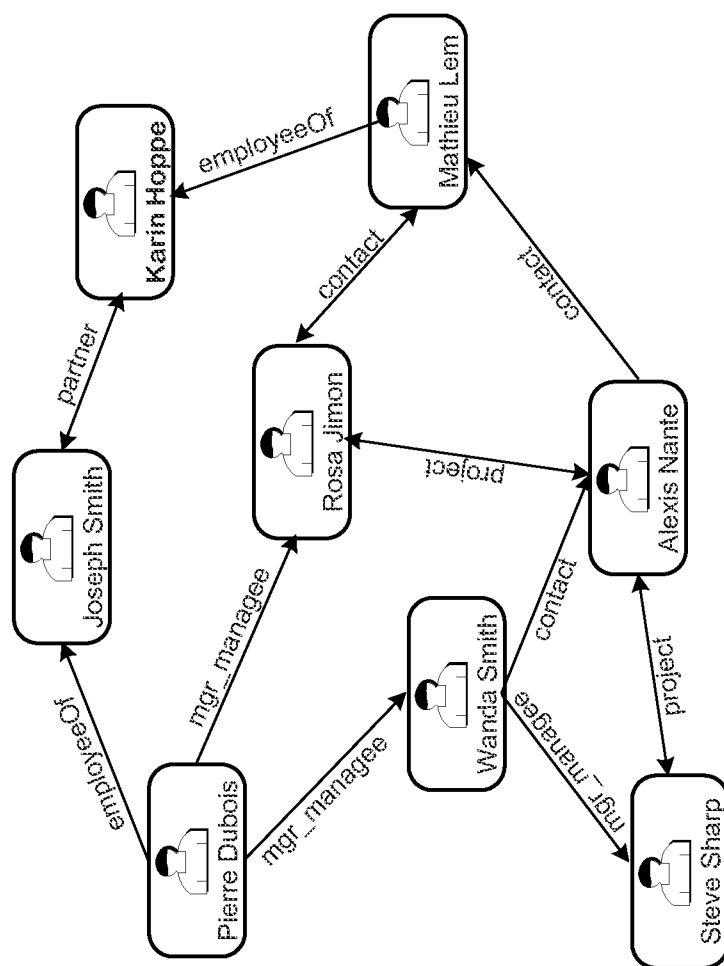 Pierre Dubois
employeeOf
Joseph Smith
partner
Karin Hoppe
mgr_managee
Rosa Jimon
contact
employeeOf
Mathieu Lem
mgr_managee
Wanda Smith
project
contact
contact
Alexis Nante
mgr_managee
project
Steve Sharp